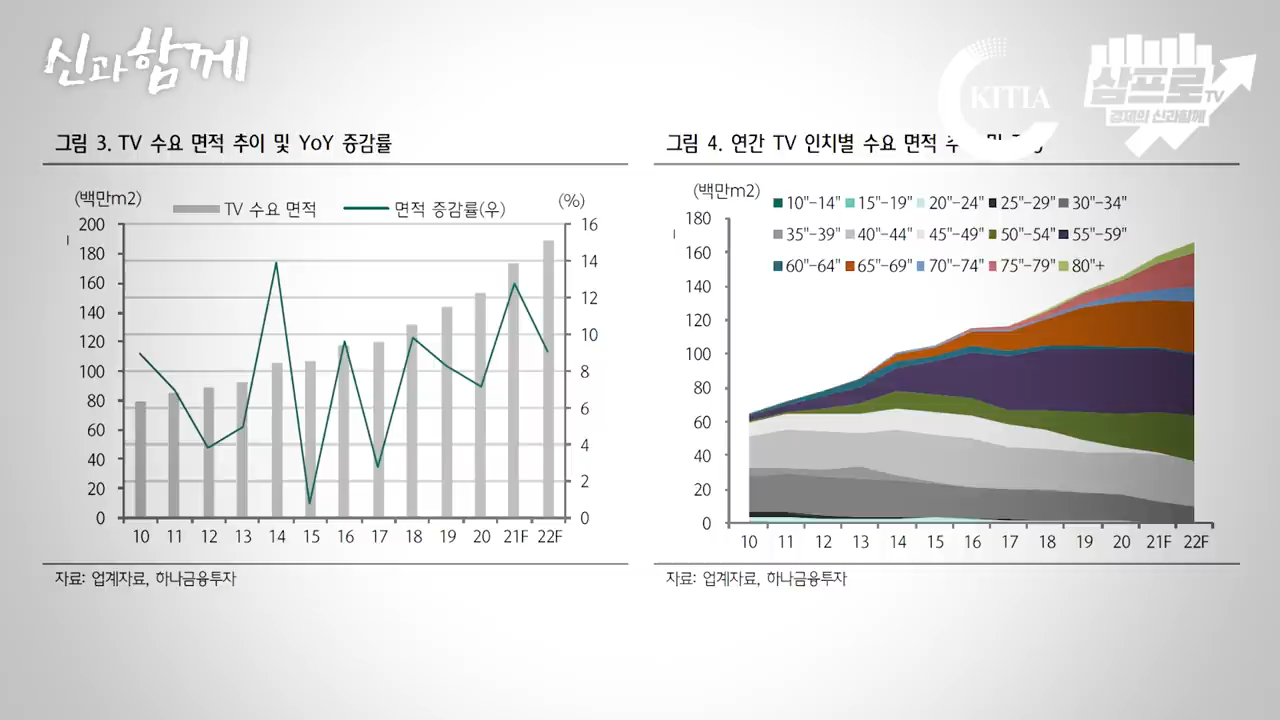 신과함께
KITIA
삼프로TV
경제의 신과함께
그림 3. TV 수요 면적 추이 및 YoY 증감률
(백만m2)
TV 수요 면적
면적 증감률(우)
(%)
200
180
160
140
120
100
80
60
40
20
0
16
14
12
10
8
6
4
2
0
10 11 12 13 14 15 16 17 18 19 20 21F 22F
자료: 업계자료, 하나금융투자
그림 4. 연간 TV 인치별 수요 면적
(백만m2)
10"-14" 15"-19" 20"-24" 25"-29" 30"-34"
35"-39" 40"-44" 45"-49" 50"-54" 55"-59"
60"-64" 65"-69" 70"-74" 75"-79" 80"+
180
160
140
120
100
80
60
40
20
0
10 11 12 13 14 15 16 17 18 19 20 21F 22F
자료: 업계자료, 하나금융투자